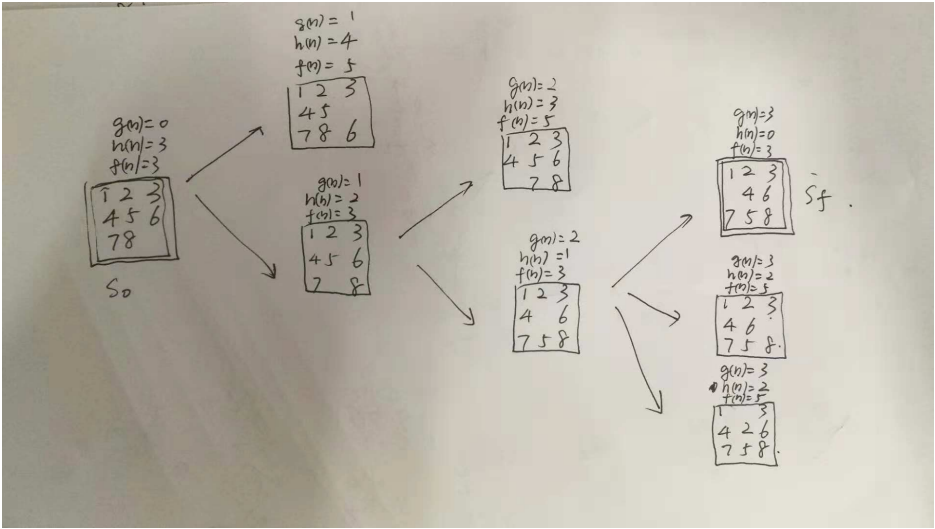 g(n)= 1
h(n)= 4
f(n)= 5
1 2 3
4 5
7 8 6
g(n)=0
h(n)=3
f(n)=3
1 2 3
4 5 6
7 8
S0
g(n)=1
h(n)=2
f(n)=3
1 2 3
4 5 6
7 8
g(n)=2
h(n)=3
f(n)=5
1 2 3
4 5 6
7 8
g(n)=2
h(n)=1
f(n)=3
1 2 3
4 6
7 5 8
g(n)=3
h(n)=0
f(n)=3
1 2 3
4 6
7 5 8
Sf .
g(n)=3
h(n)=2
f(n)=5
1 2 3
4 6
7 5 8.
g(n)= 3
h(n)= 2
f(n)=5
1 3
4 2 6
7 5 8.